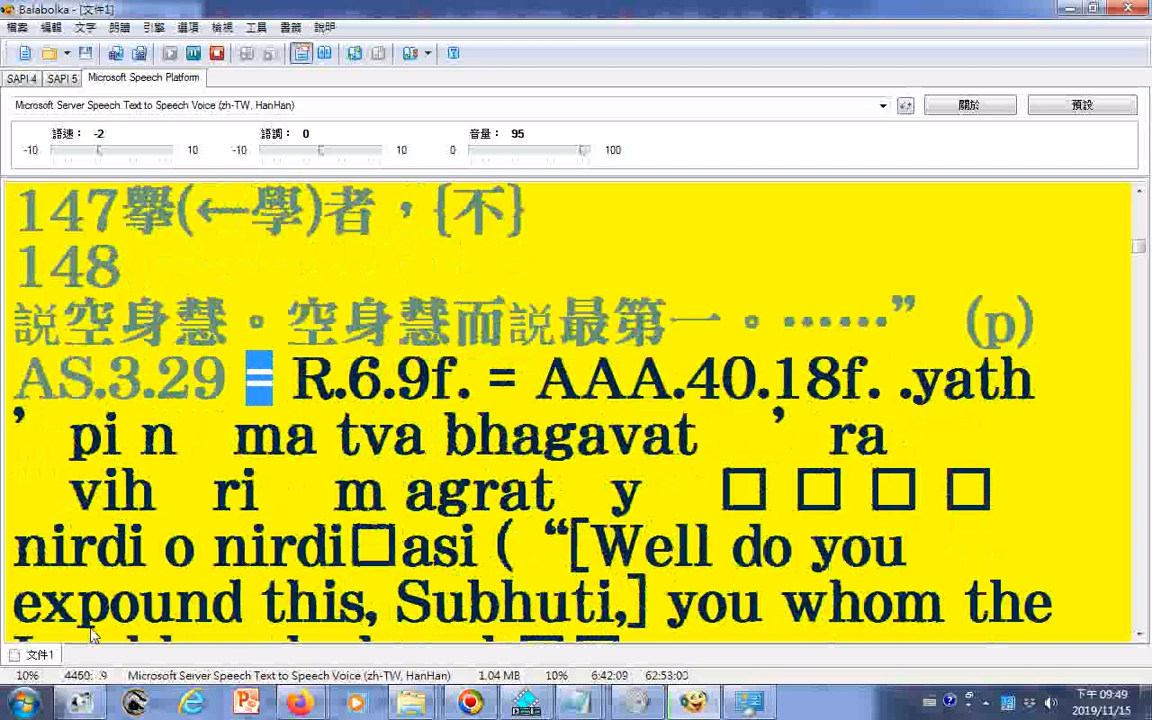 Balabolka - [文件1]
檔案 編輯 文字 朗讀 引擎 選項 檢視 工具 書籤 說明
SAPI 4 SAPI 5 Microsoft Speech Platform
Microsoft Server Speech Text to Speech Voice (zh-TW, HanHan) 關於 預設
語速： -2 語調： 0 音量： 95
-10 10 -10 10 0 100
147擧(←學)者，{不}
148
説空身慧。空身慧而説最第一。……” (p)
AS.3.29 = R.6.9f. = AAA.40.18f. .yath
’ pi n ma tva bhagavat ’ ra
vih ri m agrat y □ □ □ □
nirdi o nirdi□asi ( “[Well do you
expound this, Subhuti,] you whom the
文件1
10% 4450: .9 Microsoft Server Speech Text to Speech Voice (zh-TW, HanHan) 1.04 MB 10% 6:42:09 62:53:03
下午 09:49
2019/11/15